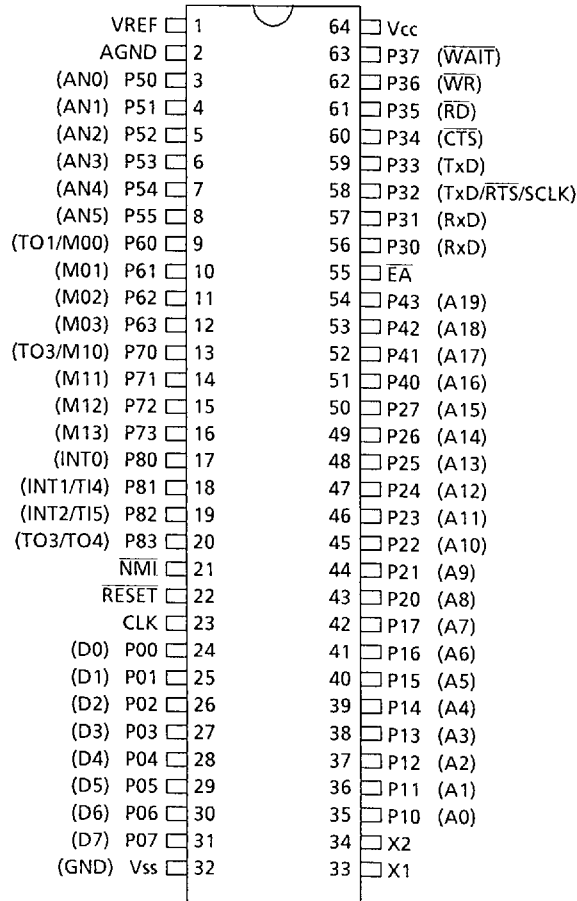 VREF 1 64 Vcc
AGND 2 63 P37 (W̅A̅I̅T̅)
(AN0) P50 3 62 P36 (W̅R̅)
(AN1) P51 4 61 P35 (R̅D̅)
(AN2) P52 5 60 P34 (C̅T̅S̅)
(AN3) P53 6 59 P33 (TxD)
(AN4) P54 7 58 P32 (TxD/R̅T̅S̅/SCLK)
(AN5) P55 8 57 P31 (RxD)
(TO1/M00) P60 9 56 P30 (RxD)
(M01) P61 10 55 E̅A̅
(M02) P62 11 54 P43 (A19)
(M03) P63 12 53 P42 (A18)
(TO3/M10) P70 13 52 P41 (A17)
(M11) P71 14 51 P40 (A16)
(M12) P72 15 50 P27 (A15)
(M13) P73 16 49 P26 (A14)
(INT0) P80 17 48 P25 (A13)
(INT1/TI4) P81 18 47 P24 (A12)
(INT2/TI5) P82 19 46 P23 (A11)
(TO3/TO4) P83 20 45 P22 (A10)
N̅M̅I̅ 21 44 P21 (A9)
R̅E̅S̅E̅T̅ 22 43 P20 (A8)
CLK 23 42 P17 (A7)
(D0) P00 24 41 P16 (A6)
(D1) P01 25 40 P15 (A5)
(D2) P02 26 39 P14 (A4)
(D3) P03 27 38 P13 (A3)
(D4) P04 28 37 P12 (A2)
(D5) P05 29 36 P11 (A1)
(D6) P06 30 35 P10 (A0)
(D7) P07 31 34 X2
(GND) Vss 32 33 X1